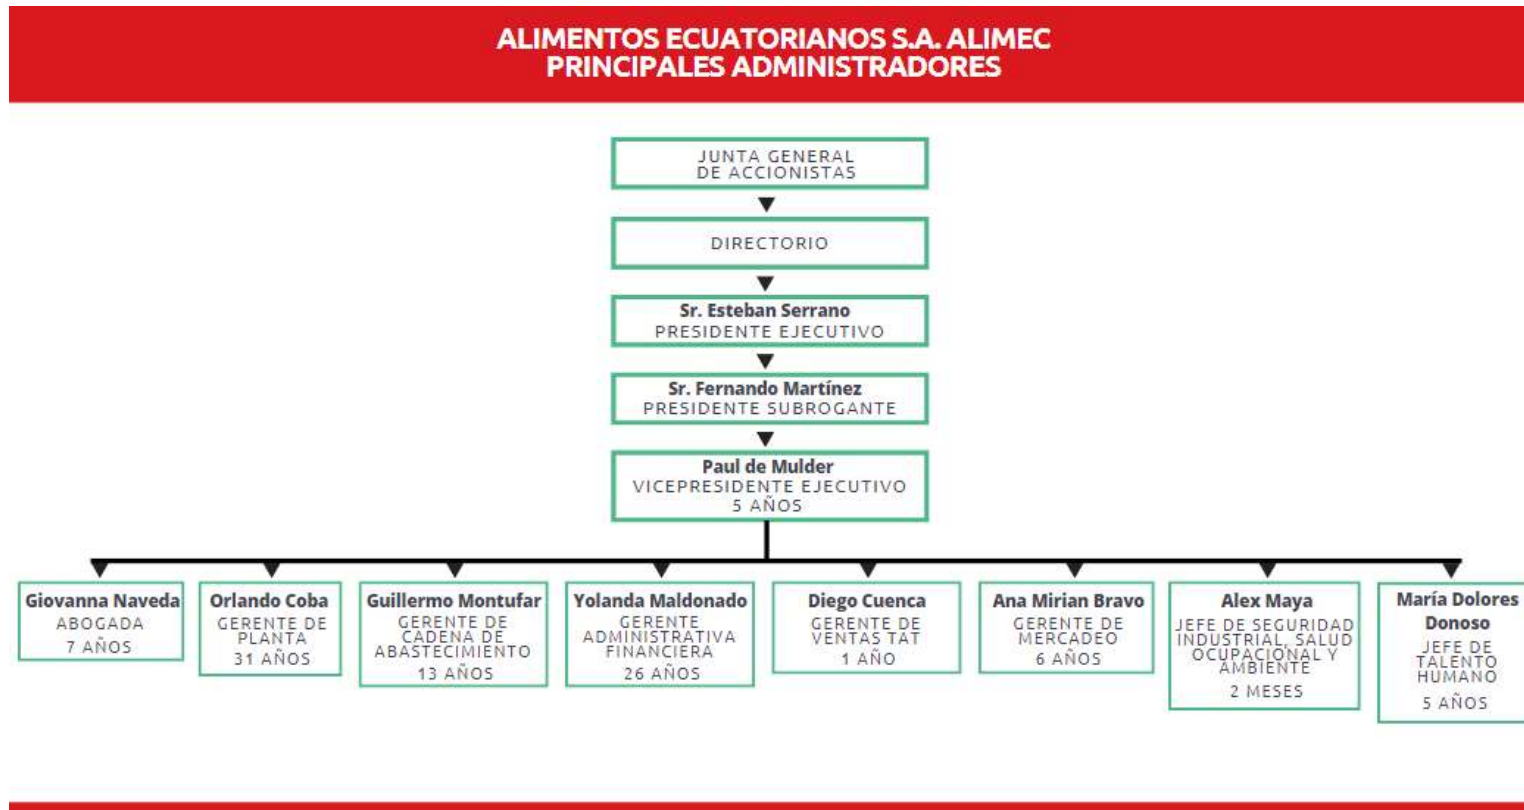 ALIMENTOS ECUATORIANOS S.A. ALIMEC
PRINCIPALES ADMINISTRADORES
JUNTA GENERAL
DE ACCIONISTAS
DIRECTORIO
Sr. Esteban Serrano
PRESIDENTE EJECUTIVO
Sr. Fernando Martínez
PRESIDENTE SUBROGANTE
Paul de Mulder
VICEPRESIDENTE EJECUTIVO
5 AÑOS
Giovanna Naveda
ABOGADA
7 AÑOS
Orlando Coba
GERENTE DE
PLANTA
31 AÑOS
Guillermo Montufar
GERENTE DE
CADENA DE
ABASTECIMIENTO
13 AÑOS
Yolanda Maldonado
GERENTE
ADMINISTRATIVA
FINANCIERA
26 AÑOS
Diego Cuenca
GERENTE DE
VENTAS TAT
1 AÑO
Ana Mirian Bravo
GERENTE DE
MERCADEO
6 AÑOS
Alex Maya
JEFE DE SEGURIDAD
INDUSTRIAL, SALUD
OCUPACIONAL Y
AMBIENTE
2 MESES
María Dolores
Donoso
JEFE DE
TALENTO
HUMANO
5 AÑOS